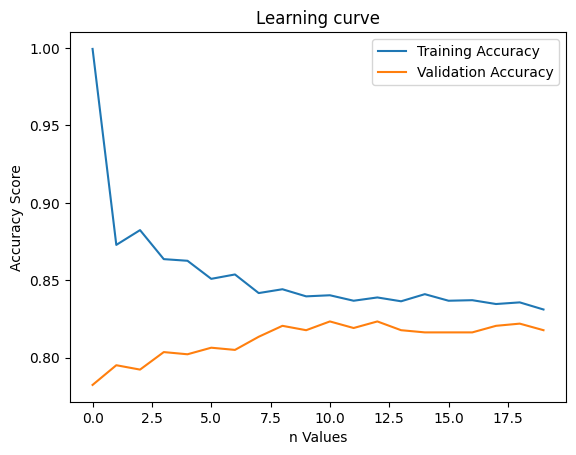 Learning curve
Training Accuracy
Validation Accuracy
Accuracy Score
1.00
0.95
0.90
0.85
0.80
0.0 2.5 5.0 7.5 10.0 12.5 15.0 17.5
n Values